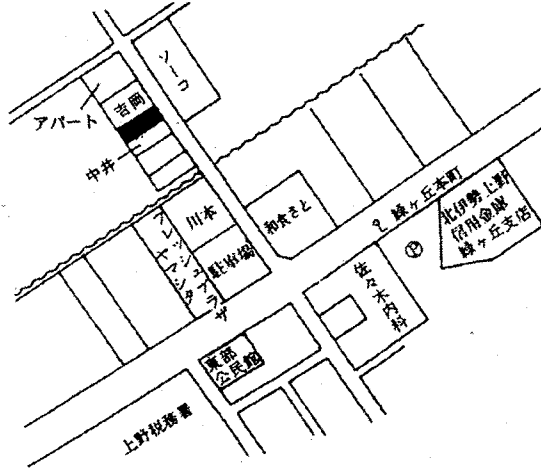 ソーコ
アパート
吉岡
中井
川本
フレッシュプラザ
ヤマシタ
駐車場
和食さと
緑ヶ丘本町
北伊勢上野
信用金庫
緑ヶ丘支店
P
佐々木内科
東部
公民館
上野税務署